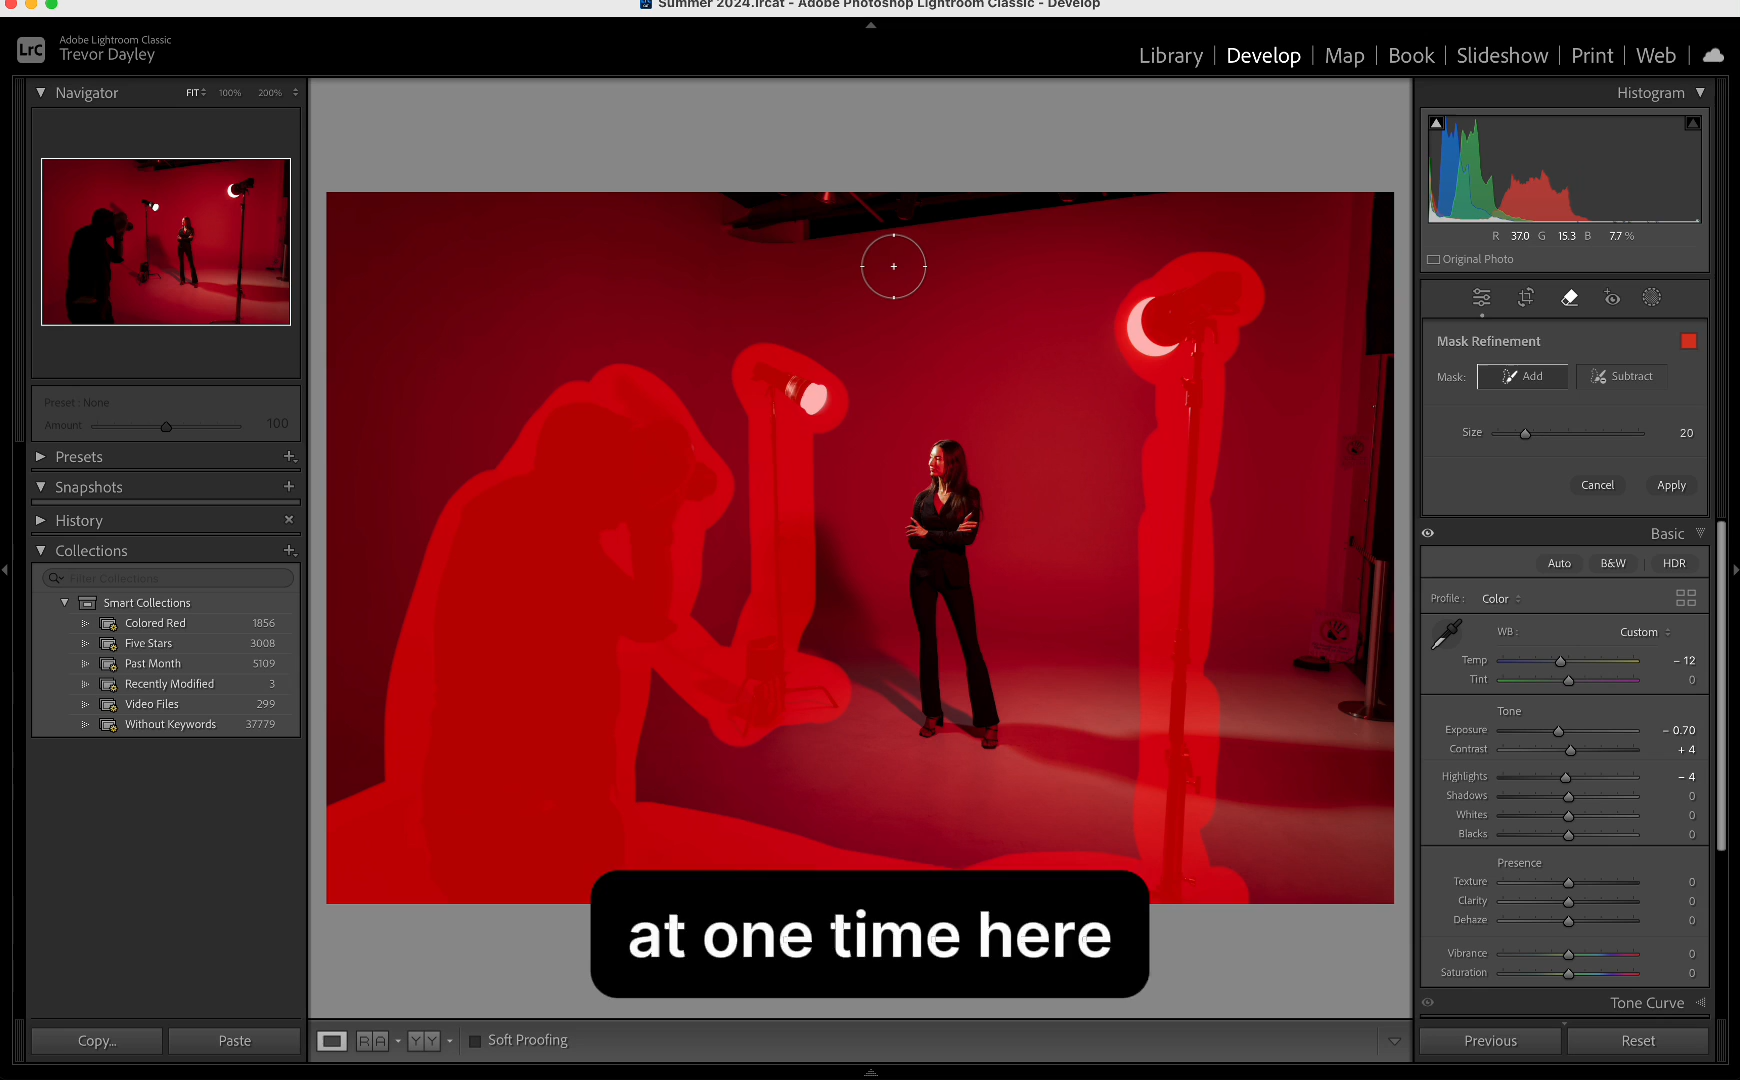 Summer 2024.lrcat - Adobe Photoshop Lightroom Classic - Develop
LrC
Adobe Lightroom Classic
Trevor Dayley
Library | Develop | Map | Book | Slideshow | Print | Web |
Navigator FIT 100% 200%
Preset : None
Amount 100
Presets
Snapshots
History
Collections
Filter Collections
Smart Collections
Colored Red 1856
Five Stars 3008
Past Month 5109
Recently Modified 3
Video Files 299
Without Keywords 37779
Copy... Paste
at one time here
R A Y Y Soft Proofing
Histogram
R 37.0 G 15.3 B 7.7 %
Original Photo
Mask Refinement
Mask: Add Subtract
Size 20
Cancel Apply
Basic
Auto B&W HDR
Profile : Color
WB : Custom
Temp - 12
Tint 0
Tone
Exposure - 0.70
Contrast + 4
Highlights - 4
Shadows 0
Whites 0
Blacks 0
Presence
Texture 0
Clarity 0
Dehaze 0
Vibrance 0
Saturation 0
Tone Curve
Previous Reset